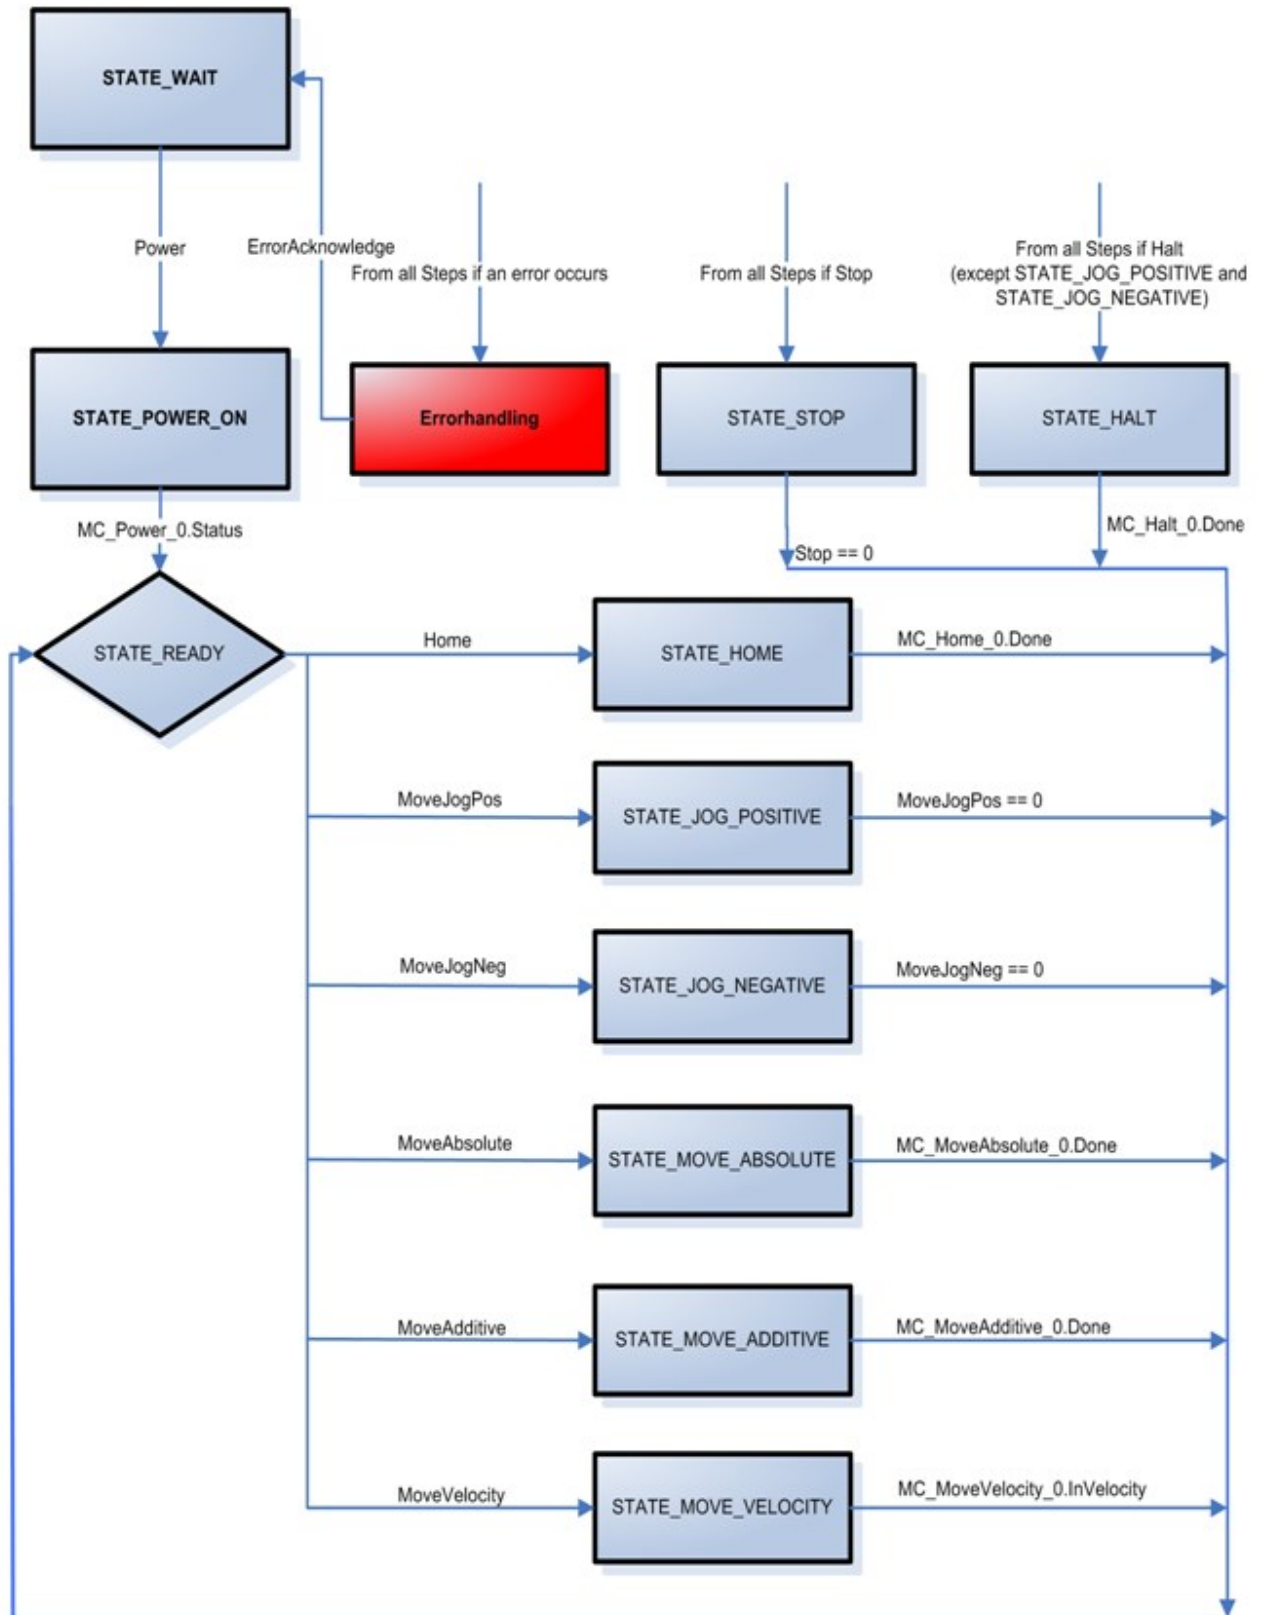 STATE_WAIT
Power
ErrorAcknowledge
From all Steps if an error occurs
From all Steps if Stop
From all Steps if Halt
(except STATE_JOG_POSITIVE and
STATE_JOG_NEGATIVE)
STATE_POWER_ON
Errorhandling
STATE_STOP
STATE_HALT
MC_Power_0.Status
Stop == 0
MC_Halt_0.Done
STATE_READY
Home
STATE_HOME
MC_Home_0.Done
MoveJogPos
STATE_JOG_POSITIVE
MoveJogPos == 0
MoveJogNeg
STATE_JOG_NEGATIVE
MoveJogNeg == 0
MoveAbsolute
STATE_MOVE_ABSOLUTE
MC_MoveAbsolute_0.Done
MoveAdditive
STATE_MOVE_ADDITIVE
MC_MoveAdditive_0.Done
MoveVelocity
STATE_MOVE_VELOCITY
MC_MoveVelocity_0.InVelocity